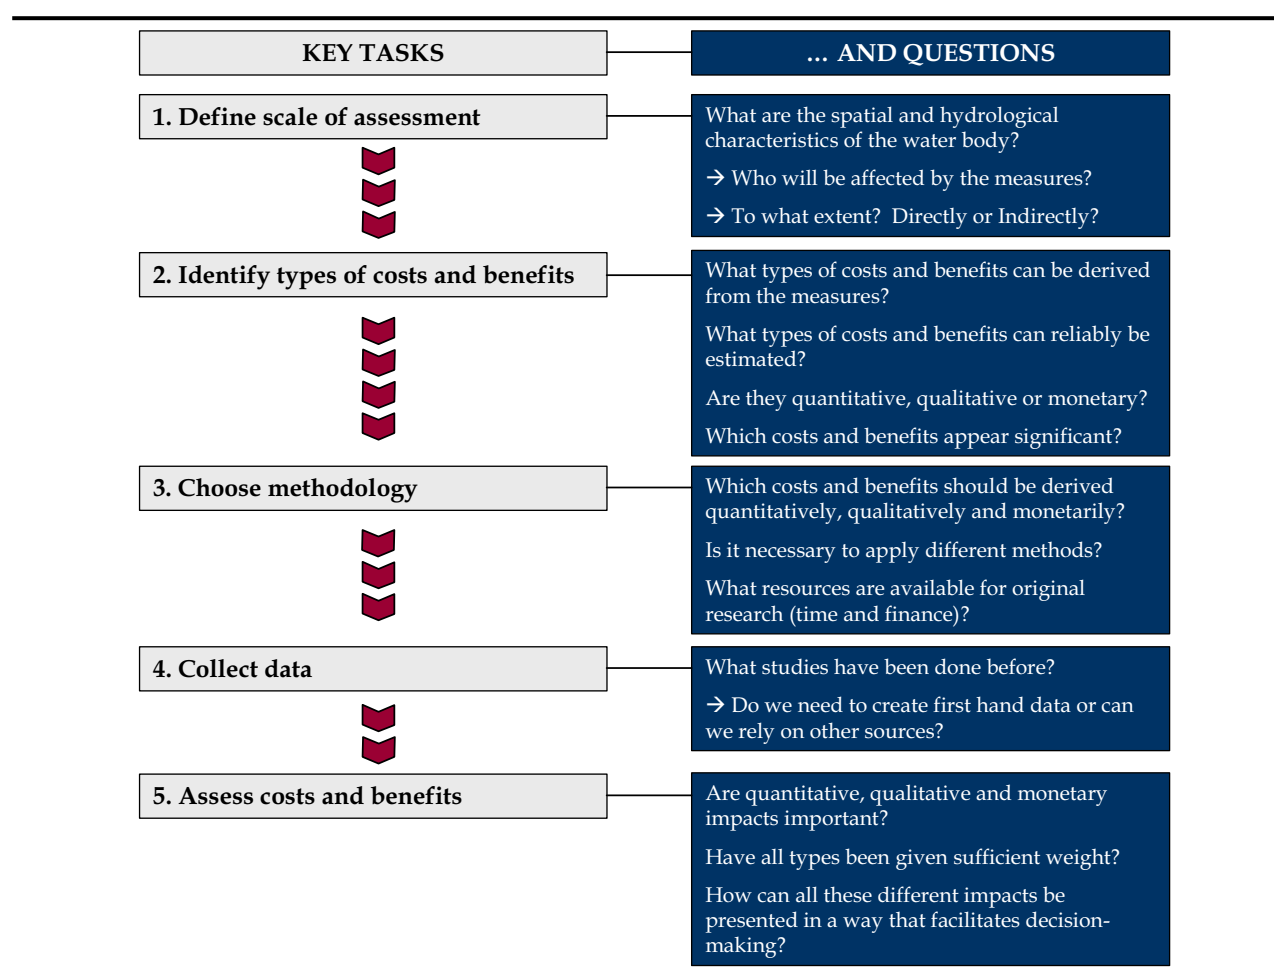 KEY TASKS
… AND QUESTIONS
1. Define scale of assessment
What are the spatial and hydrological
characteristics of the water body?
→ Who will be affected by the measures?
→ To what extent?  Directly or Indirectly?
2. Identify types of costs and benefits
What types of costs and benefits can be derived
from the measures?
What types of costs and benefits can reliably be
estimated?
Are they quantitative, qualitative or monetary?
Which costs and benefits appear significant?
3. Choose methodology
Which costs and benefits should be derived
quantitatively, qualitatively and monetarily?
Is it necessary to apply different methods?
What resources are available for original
research (time and finance)?
4. Collect data
What studies have been done before?
→ Do we need to create first hand data or can
we rely on other sources?
5. Assess costs and benefits
Are quantitative, qualitative and monetary
impacts important?
Have all types been given sufficient weight?
How can all these different impacts be
presented in a way that facilitates decision-
making?